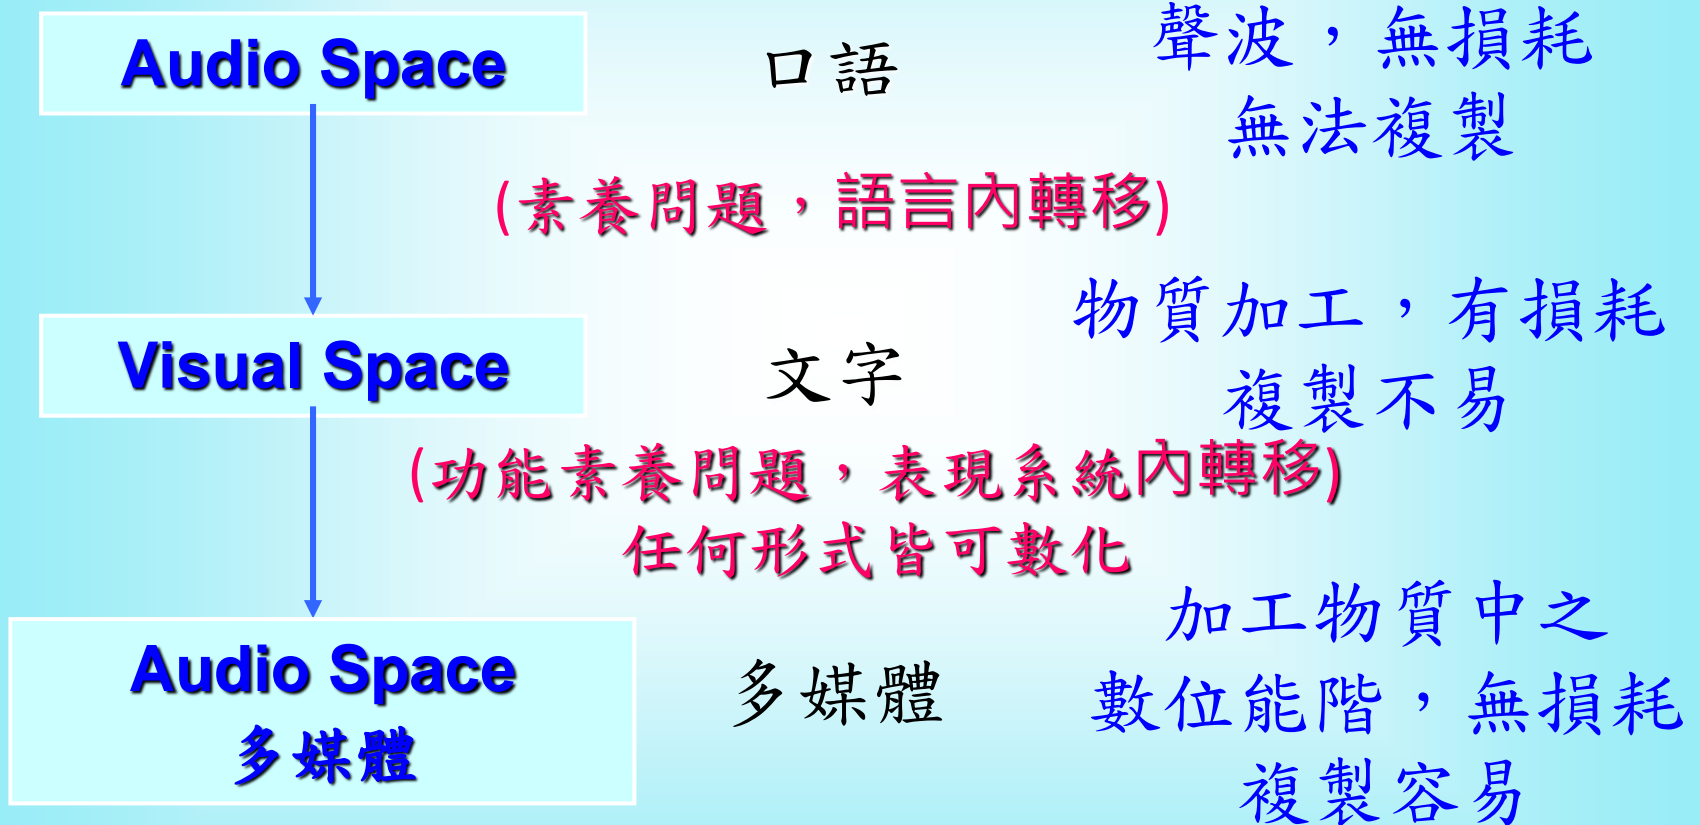 Audio Space
口語
聲波，無損耗
無法複製
(素養問題，語言內轉移)
Visual Space
文字
物質加工，有損耗
複製不易
(功能素養問題，表現系統內轉移)
任何形式皆可數化
Audio Space
多媒體
多媒體
加工物質中之
數位能階，無損耗
複製容易